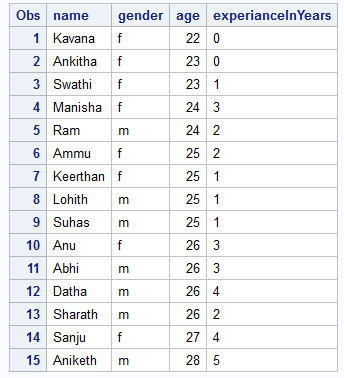 Obs name gender age experianceInYears
1 Kavana f 22 0
2 Ankitha f 23 0
3 Swathi f 23 1
4 Manisha f 24 3
5 Ram m 24 2
6 Ammu f 25 2
7 Keerthan f 25 1
8 Lohith m 25 1
9 Suhas m 25 1
10 Anu f 26 3
11 Abhi m 26 3
12 Datha m 26 4
13 Sharath m 26 2
14 Sanju f 27 4
15 Aniketh m 28 5